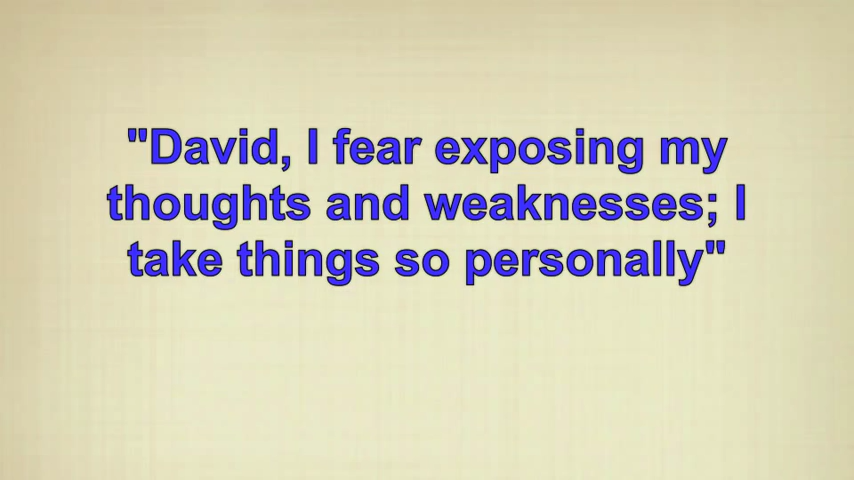 "David, I fear exposing my
thoughts and weaknesses; I
take things so personally"